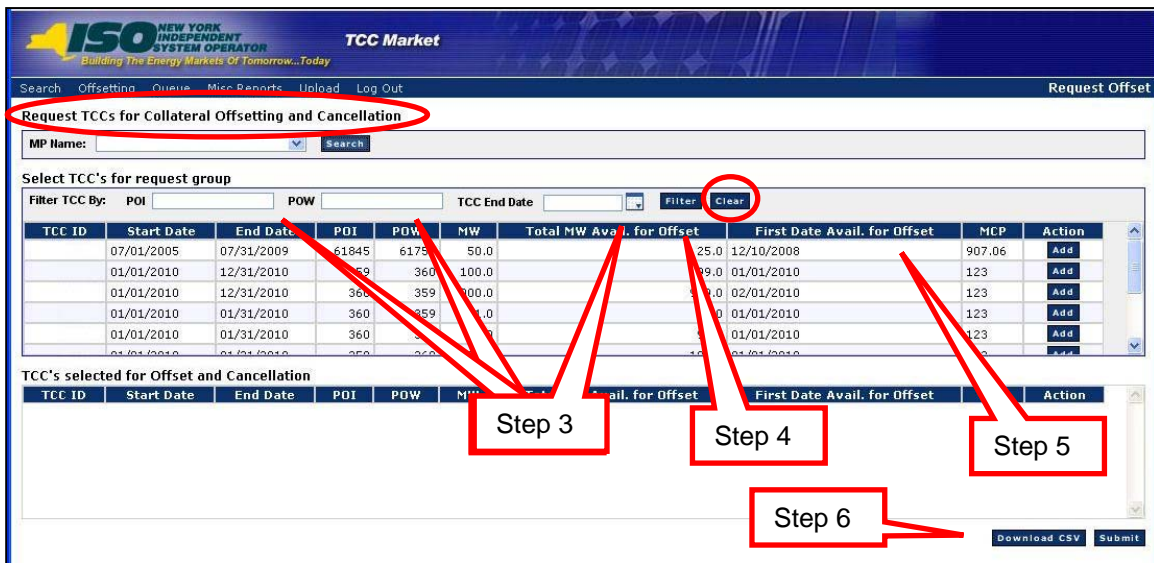 NEW YORK
INDEPENDENT
ISO SYSTEM OPERATOR
Building The Energy Markets Of Tomorrow...Today
TCC Market
Search Offsetting Queue Misc Reports Upload Log Out Request Offset
Request TCCs for Collateral Offsetting and Cancellation
MP Name: Search
Select TCC's for request group
Filter TCC By: POI POW TCC End Date Filter Clear
TCC ID Start Date End Date POI POW MW Total MW Avail. for Offset First Date Avail. for Offset MCP Action
07/01/2005 07/31/2009 61845 50.0 25.0 12/10/2008 907.06 Add
01/01/2010 12/31/2010 360 100.0 01/01/2010 123 Add
01/01/2010 12/31/2010 360 359 02/01/2010 123 Add
01/01/2010 01/31/2010 360 359 01/01/2010 123 Add
01/01/2010 01/31/2010 360 01/01/2010 123 Add
TCC's selected for Offset and Cancellation
TCC ID Start Date End Date POI POW Avail. for Offset First Date Avail. for Offset Action
Step 3
Step 4
Step 5
Step 6
Download CSV Submit